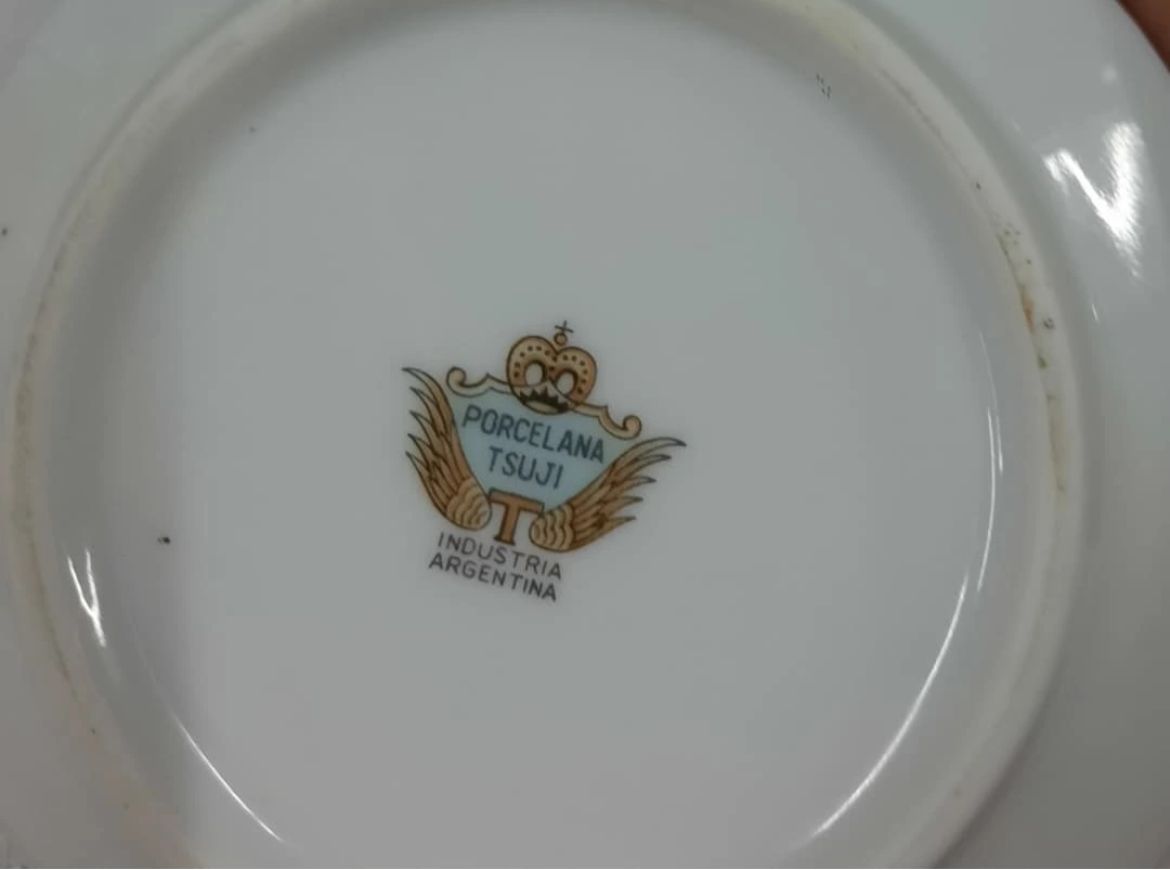 PORCELANA
TSUJI
T
INDUSTRIA
ARGENTINA